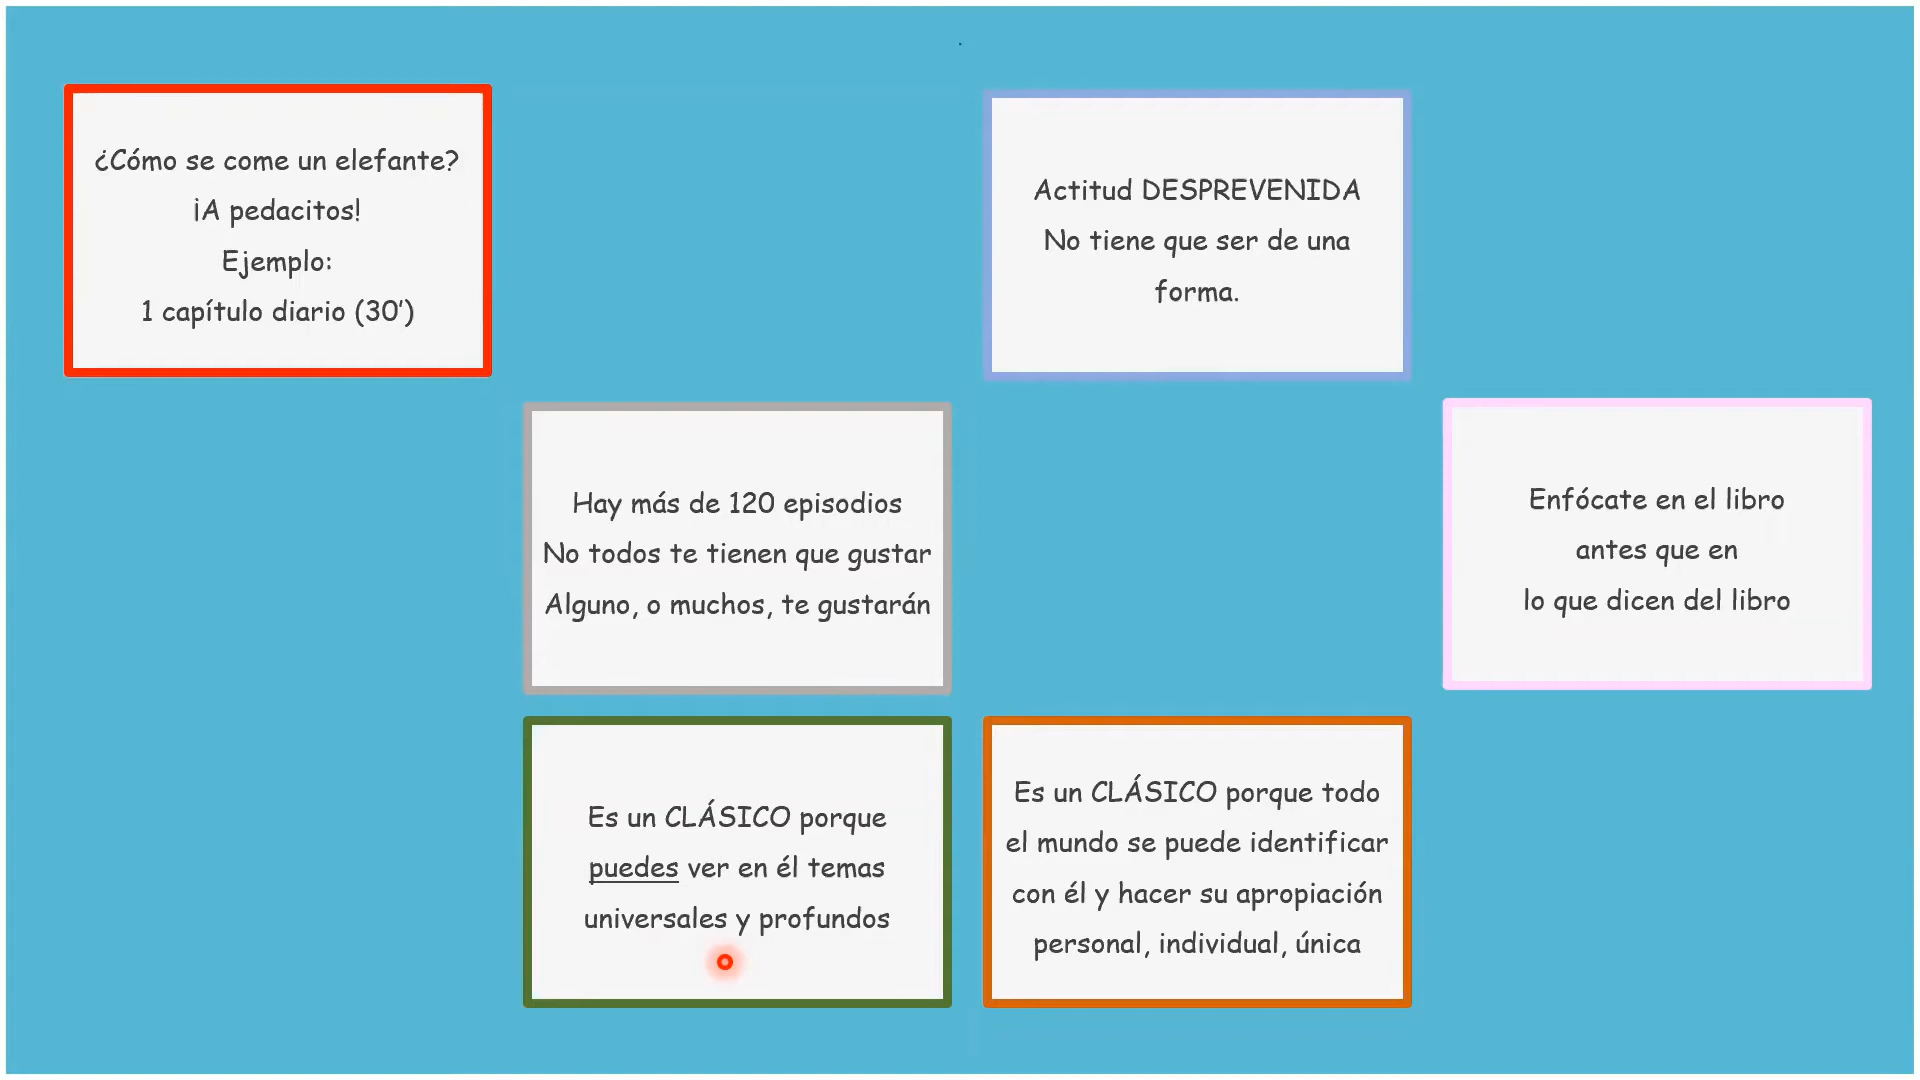 ¿Cómo se come un elefante?
¡A pedacitos!
Ejemplo:
1 capítulo diario (30’)
Actitud DESPREVENIDA
No tiene que ser de una
forma.
Hay más de 120 episodios
No todos te tienen que gustar
Alguno, o muchos, te gustarán
Enfócate en el libro
antes que en
lo que dicen del libro
Es un CLÁSICO porque
puedes ver en él temas
universales y profundos
Es un CLÁSICO porque todo
el mundo se puede identificar
con él y hacer su apropiación
personal, individual, única